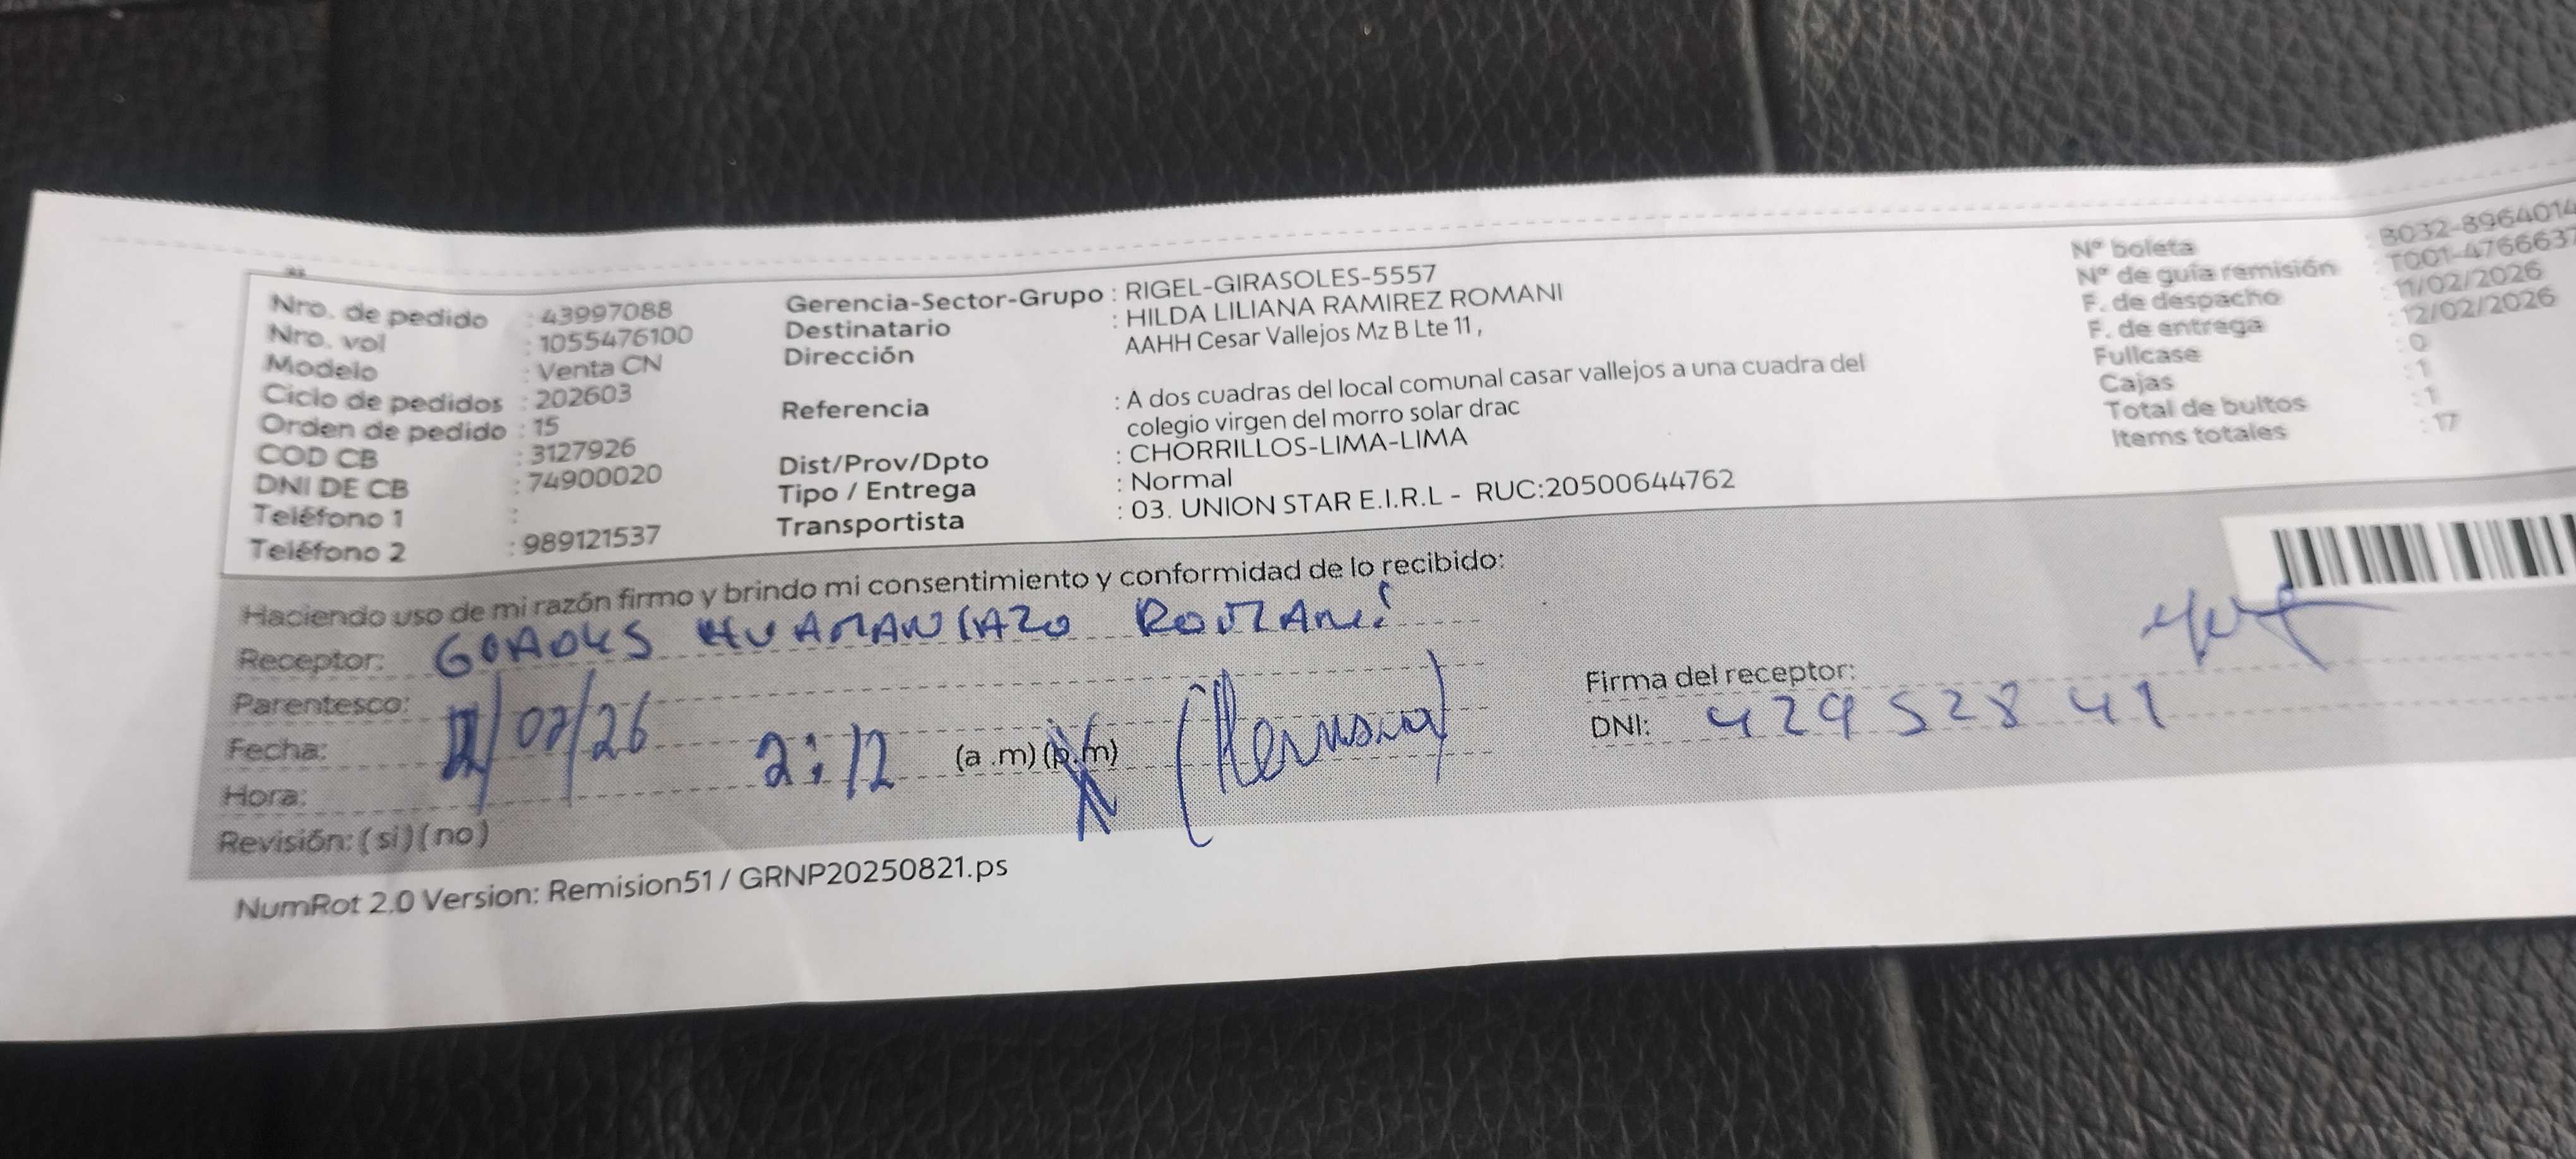 Nro. de pedido : 43997088
Nro. vol : 1055476100
Modelo : Venta CN
Ciclo de pedidos : 202603
Orden de pedido : 15
COD CB : 3127926
DNI DE CB : 74900020
Teléfono 1 :
Teléfono 2 : 989121537
Gerencia-Sector-Grupo : RIGEL-GIRASOLES-5557
Destinatario : HILDA LILIANA RAMIREZ ROMANI
Dirección AAHH Cesar Vallejos Mz B Lte 11 ,
Referencia : A dos cuadras del local comunal casar vallejos a una cuadra del
colegio virgen del morro solar drac
Dist/Prov/Dpto : CHORRILLOS-LIMA-LIMA
Tipo / Entrega : Normal
Transportista : 03. UNION STAR E.I.R.L - RUC:20500644762
Nº boleta : B032-8964014
Nº de guía remisión : T001-4766637
F. de despacho : 11/02/2026
F. de entrega : 12/02/2026
Fullcase : 0
Cajas : 1
Total de bultos : 1
Items totales : 17
Haciendo uso de mi razón firmo y brindo mi consentimiento y conformidad de lo recibido:
Receptor: ROMANI
Parentesco:
Fecha: /02/26
Hora: 2:12 (a .m) (p.m) (Hermana)
Revisión: ( si ) ( no )
Firma del receptor:
DNI: 42952841
NumRot 2.0 Version: Remision51 / GRNP20250821.ps